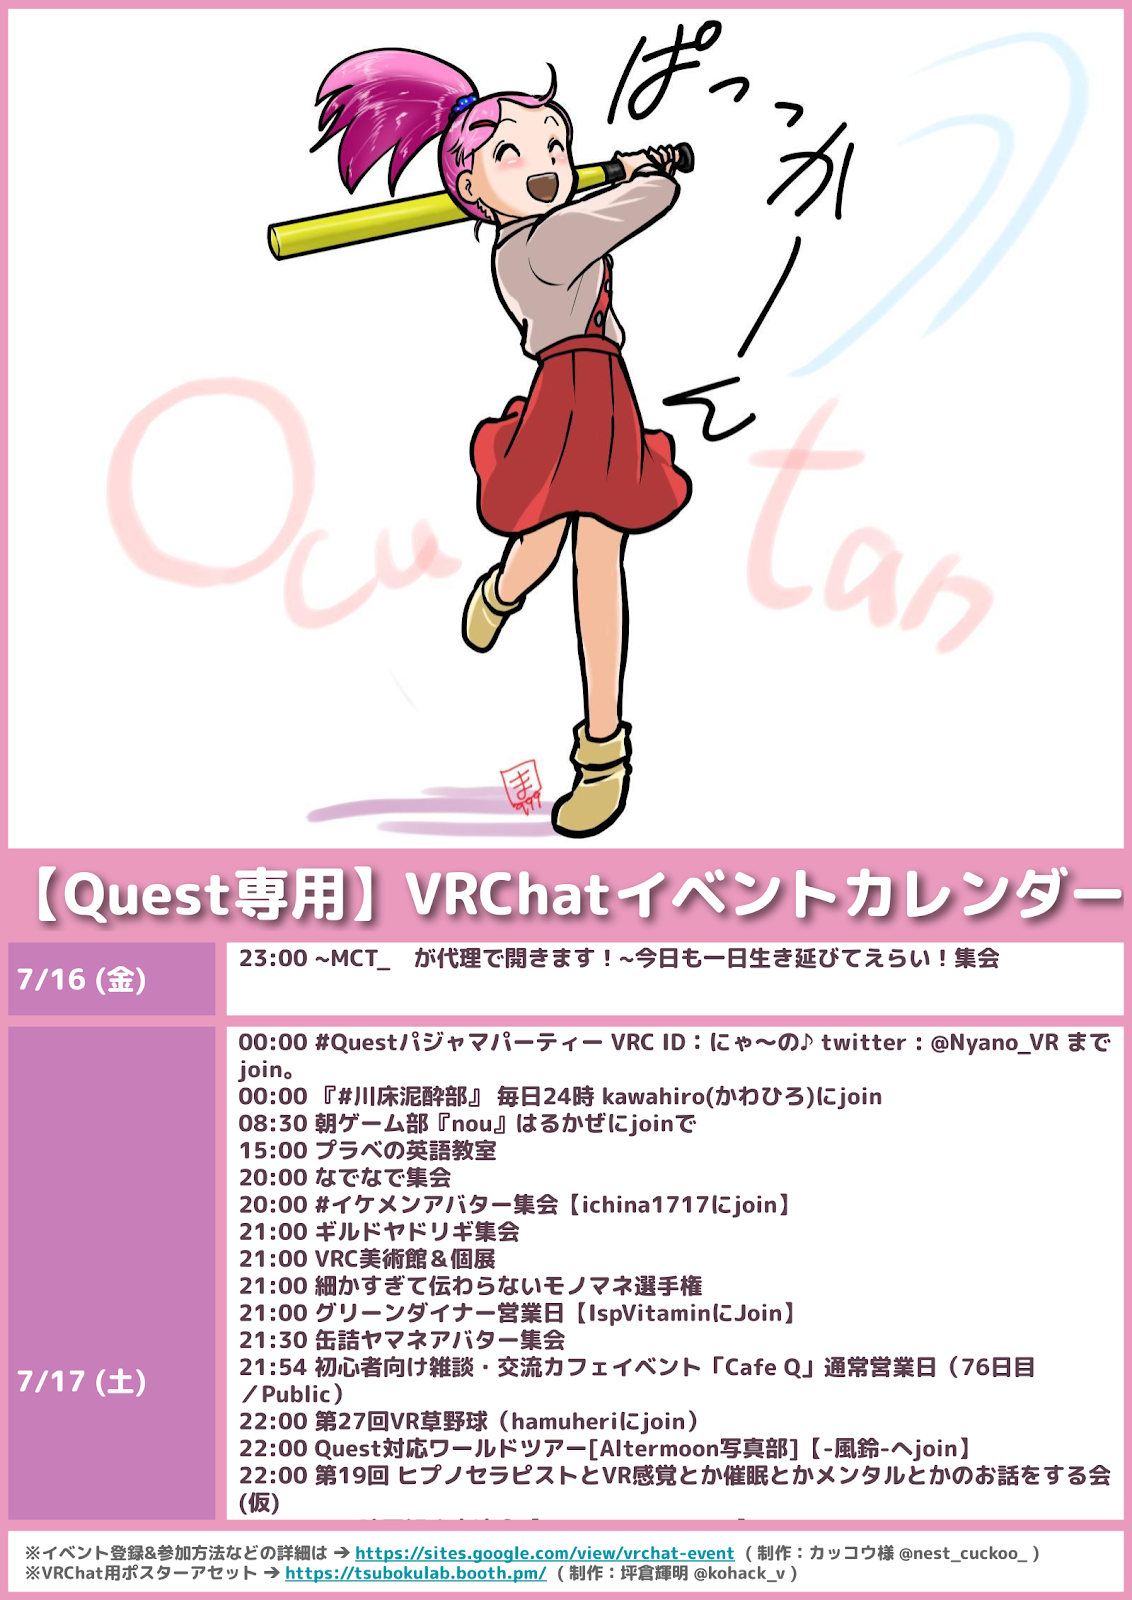 ぱっっかーん
Ocu tan
ま
999
【Quest専用】VRChatイベントカレンダー
7/16 (金)
23:00 ~MCT_　が代理で開きます！~今日も一日生き延びてえらい！集会
7/17 (土)
00:00 #Questパジャマパーティー VRC ID：にゃ〜の♪ twitter : @Nyano_VR まで
join。
00:00 『#川床泥酔部』 毎日24時 kawahiro(かわひろ)にjoin
08:30 朝ゲーム部『nou』はるかぜにjoinで
15:00 プラベの英語教室
20:00 なでなで集会
20:00 #イケメンアバター集会【ichina1717にjoin】
21:00 ギルドヤドリギ集会
21:00 VRC美術館＆個展
21:00 細かすぎて伝わらないモノマネ選手権
21:00 グリーンダイナー営業日【IspVitaminにJoin】
21:30 缶詰ヤマネアバター集会
21:54 初心者向け雑談・交流カフェイベント「Cafe Q」通常営業日（76日目
／Public）
22:00 第27回VR草野球（hamuheriにjoin）
22:00 Quest対応ワールドツアー[Altermoon写真部]【-風鈴-へjoin】
22:00 第19回 ヒプノセラピストとVR感覚とか催眠とかメンタルとかのお話をする会
(仮)
※イベント登録&参加方法などの詳細は ➔ https://sites.google.com/view/vrchat-event ( 制作：カッコウ様 @nest_cuckoo_ )
※VRChat用ポスターアセット ➔ https://tsubokulab.booth.pm/ ( 制作：坪倉輝明 @kohack_v )